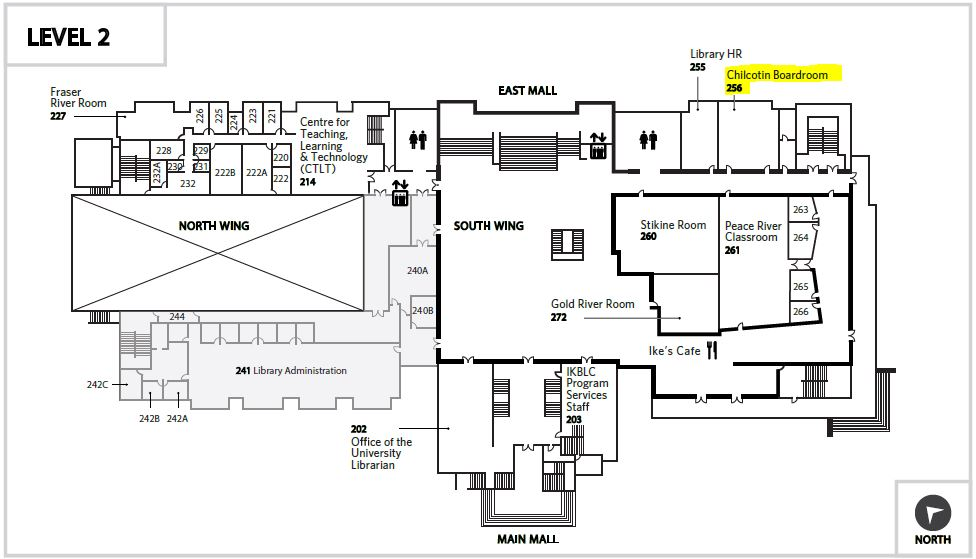 LEVEL 2
Library HR
255
Chilcotin Boardroom
256
EAST MALL
Fraser
River Room
227
226
225
224
223
221
Centre for
Teaching,
Learning
& Technology
(CTLT)
214
228
229
230
231
232A
232
222B
222A
220
222
NORTH WING
SOUTH WING
Stikine Room
260
Peace River
Classroom
261
263
264
265
266
240A
240B
Gold River Room
272
244
Ike's Cafe
241 Library Administration
IKBLC
Program
Services
Staff
203
242C
242B
242A
202
Office of the
University
Librarian
MAIN MALL
NORTH